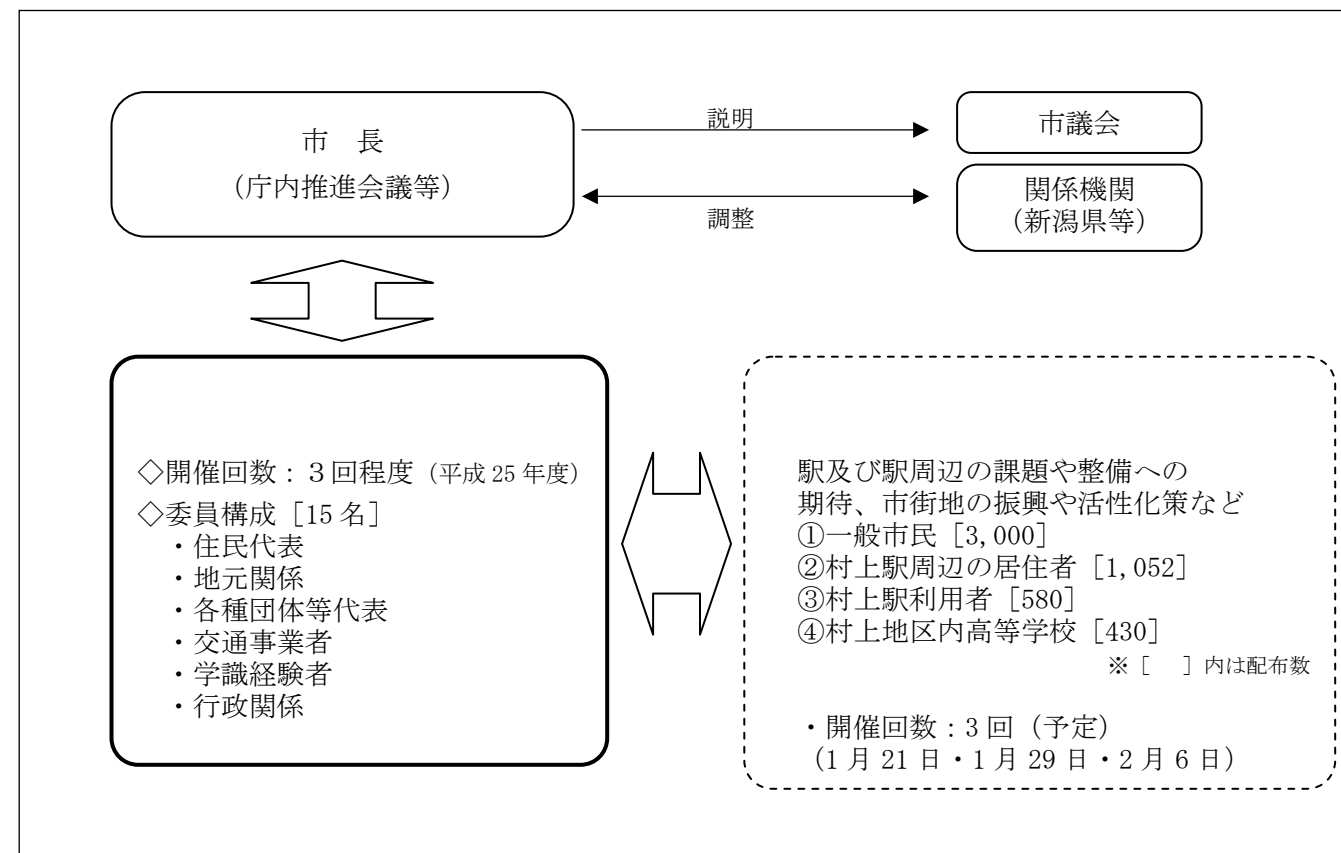 市　長
(庁内推進会議等)
説明
調整
市議会
関係機関
(新潟県等)
◇開催回数：３回程度（平成 25 年度）
◇委員構成［15 名］
・住民代表
・地元関係
・各種団体等代表
・交通事業者
・学識経験者
・行政関係
駅及び駅周辺の課題や整備への
期待、市街地の振興や活性化策など
①一般市民［3,000］
②村上駅周辺の居住者［1,052］
③村上駅利用者［580］
④村上地区内高等学校［430］
※［　］内は配布数
・開催回数：3 回（予定）
（1 月 21 日・1 月 29 日・2 月 6 日）